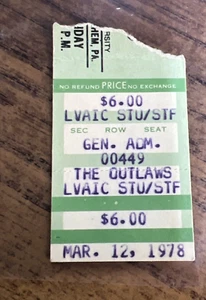 RSITY
HEM, PA.
DAY
P.M.
NO REFUND PRICE NO EXCHANGE
$6.00
LVAIC STU/STF
SEC ROW SEAT
GEN. ADM.
00449
THE OUTLAWS
LVAIC STU/STF
$6.00
MAR. 12, 1978